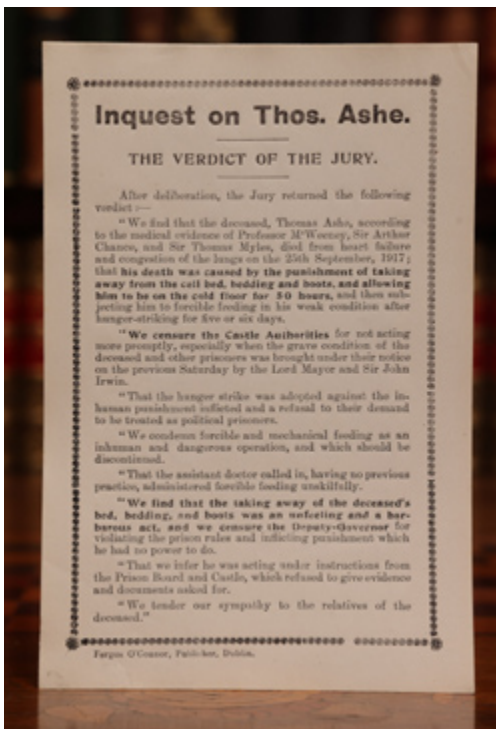 Inquest on Thos. Ashe.
THE VERDICT OF THE JURY.
After deliberation, the Jury returned the following
verdict :—
"We find that the deceased, Thomas Ashe, according
to the medical evidence of Professor M'Weeney, Sir Arthur
Chance, and Sir Thomas Myles, died from heart failure
and congestion of the lungs on the 25th September, 1917;
that his death was caused by the punishment of taking
away from the cell bed, bedding and boots, and allowing
him to be on the cold floor for 50 hours, and then sub-
jecting him to forcible feeding in his weak condition after
hunger-striking for five or six days.
"We censure the Castle Authorities for not acting
more promptly, especially when the grave condition of the
deceased and other prisoners was brought under their notice
on the previous Saturday by the Lord Mayor and Sir John
Irwin.
"That the hunger strike was adopted against the in-
human punishment inflicted and a refusal to their demand
to be treated as political prisoners.
"We condemn forcible and mechanical feeding as an
inhuman and dangerous operation, and which should be
discontinued.
"That the assistant doctor called in, having no previous
practice, administered forcible feeding unskilfully.
"We find that the taking away of the deceased's
bed, bedding, and boots was an unfeeling and a bar-
barous act, and we censure the Deputy-Governor for
violating the prison rules and inflicting punishment which
he had no power to do.
"That we infer he was acting under instructions from
the Prison Board and Castle, which refused to give evidence
and documents asked for.
"We tender our sympathy to the relatives of the
deceased."
Fergus O'Connor, Publisher, Dublin.